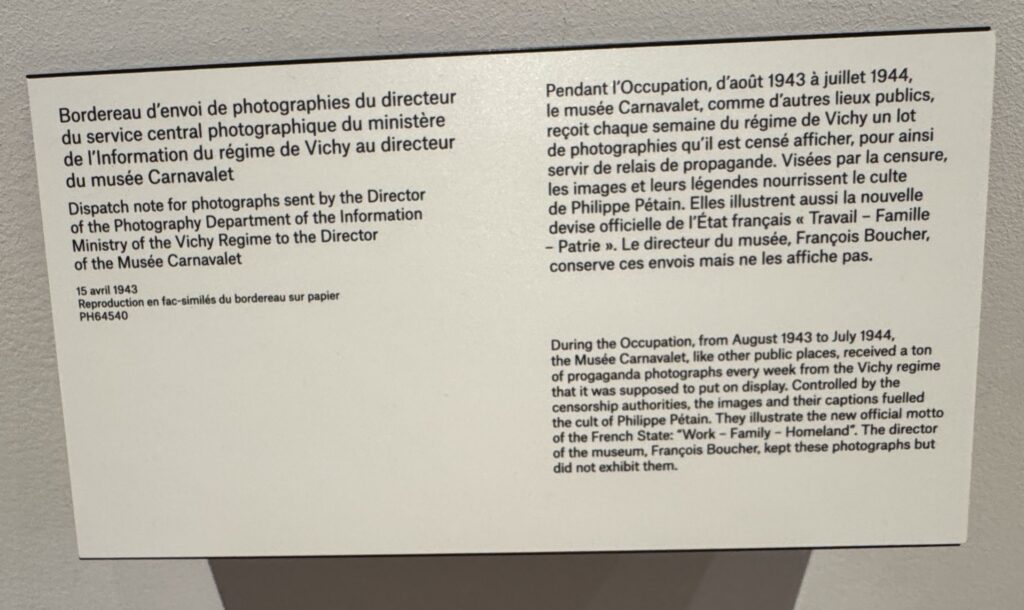 Bordereau d'envoi de photographies du directeur
du service central photographique du ministère
de l'Information du régime de Vichy au directeur
du musée Carnavalet
Dispatch note for photographs sent by the Director
of the Photography Department of the Information
Ministry of the Vichy Regime to the Director
of the Musée Carnavalet
15 avril 1943
Reproduction en fac-similés du bordereau sur papier
PH64540
Pendant l'Occupation, d'août 1943 à juillet 1944,
le musée Carnavalet, comme d'autres lieux publics,
reçoit chaque semaine du régime de Vichy un lot
de photographies qu'il est censé afficher, pour ainsi
servir de relais de propagande. Visées par la censure,
les images et leurs légendes nourrissent le culte
de Philippe Pétain. Elles illustrent aussi la nouvelle
devise officielle de l'État français « Travail – Famille
– Patrie ». Le directeur du musée, François Boucher,
conserve ces envois mais ne les affiche pas.
During the Occupation, from August 1943 to July 1944,
the Musée Carnavalet, like other public places, received a ton
of progaganda photographs every week from the Vichy regime
that it was supposed to put on display. Controlled by the
censorship authorities, the images and their captions fuelled
the cult of Philippe Pétain. They illustrate the new official motto
of the French State: "Work – Family – Homeland". The director
of the museum, François Boucher, kept these photographs but
did not exhibit them.